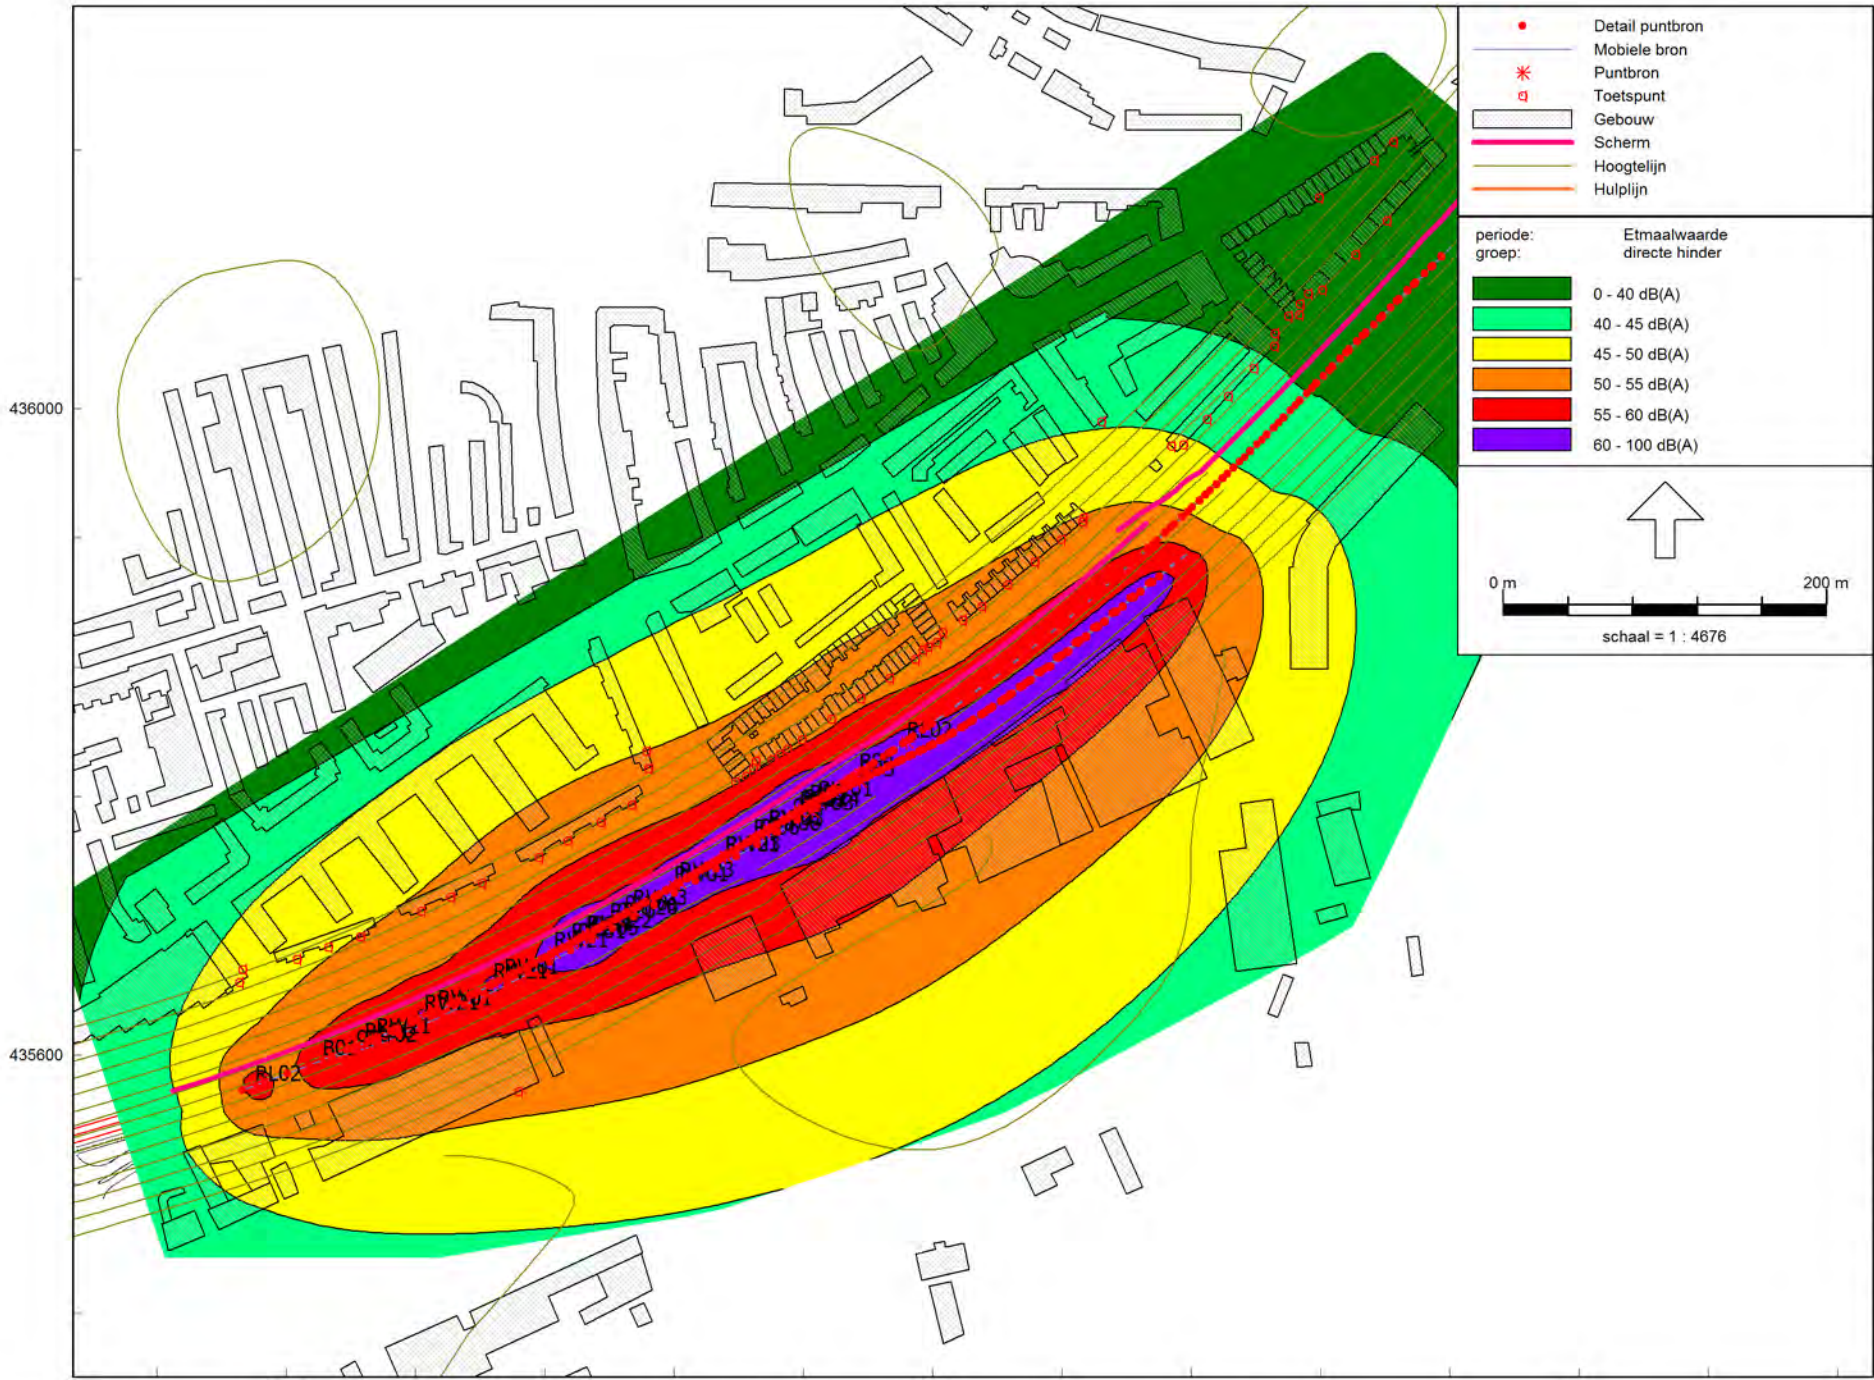 Detail puntbron
Mobiele bron
Puntbron
Toetspunt
Gebouw
Scherm
Hoogtelijn
Hulplijn
periode: Etmaalwaarde
groep: directe hinder
0 - 40 dB(A)
40 - 45 dB(A)
45 - 50 dB(A)
50 - 55 dB(A)
55 - 60 dB(A)
60 - 100 dB(A)
0 m 200 m
schaal = 1 : 4676
436000
435600
RL02